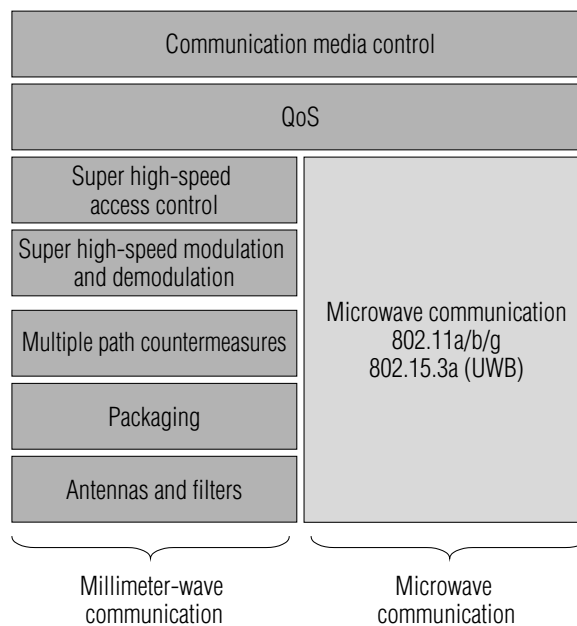 Communication media control
QoS
Super high-speed
access control
Super high-speed modulation
and demodulation
Multiple path countermeasures
Packaging
Antennas and filters
Microwave communication
802.11a/b/g
802.15.3a (UWB)
Millimeter-wave
communication
Microwave
communication